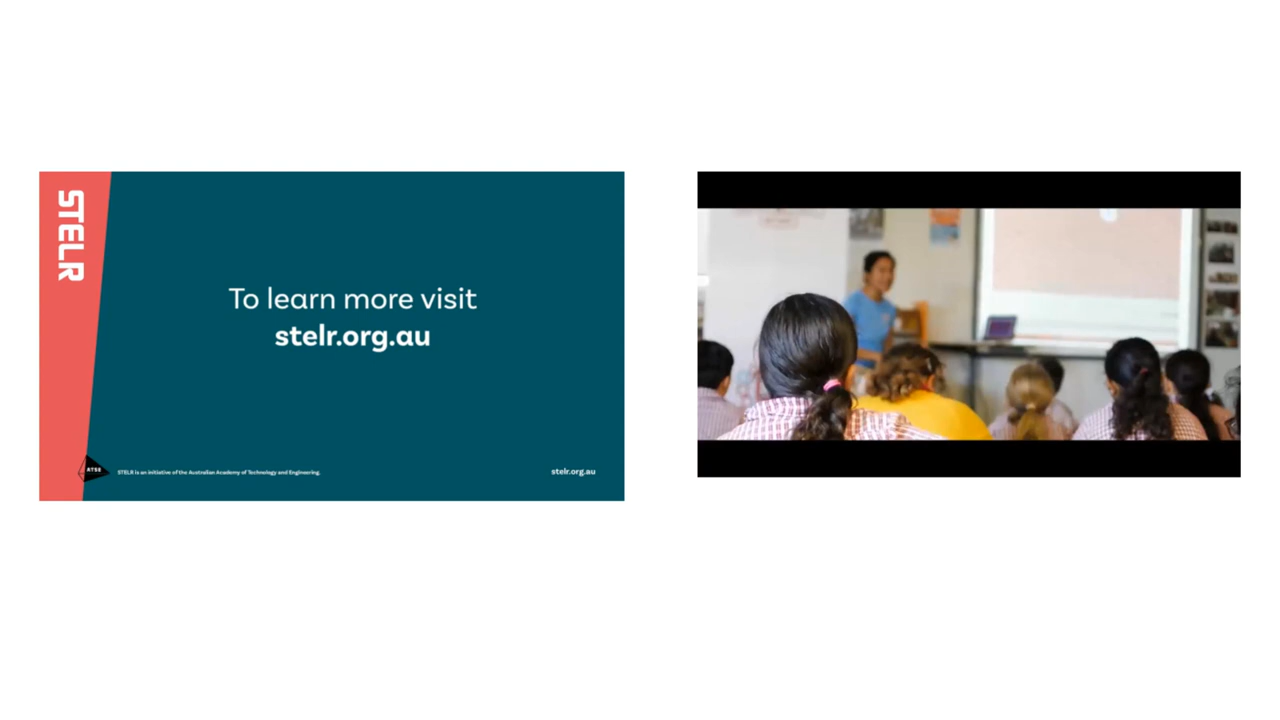 STELR
To learn more visit
stelr.org.au
ATSE
STELR is an initiative of the Australian Academy of Technology and Engineering.
stelr.org.au